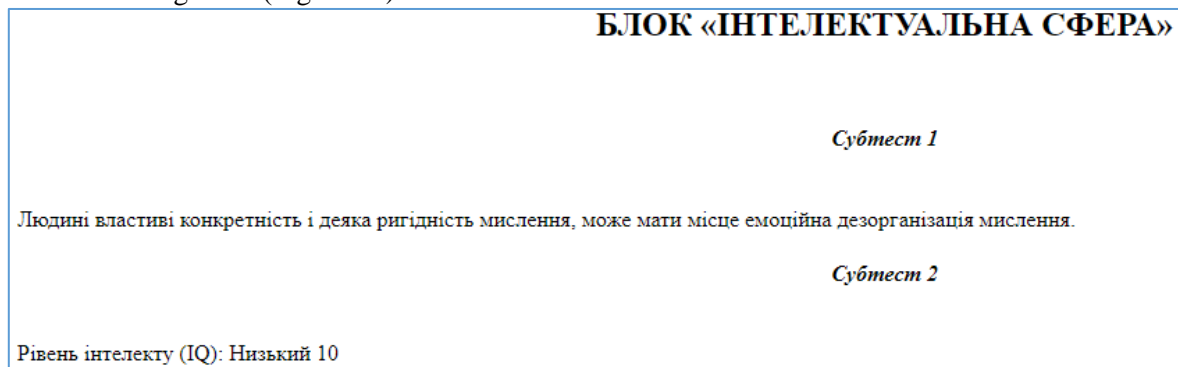 БЛОК «ІНТЕЛЕКТУАЛЬНА СФЕРА»
Субтест 1
Людині властиві конкретність і деяка ригідність мислення, може мати місце емоційна дезорганізація мислення.
Субтест 2
Рівень інтелекту (IQ): Низький 10